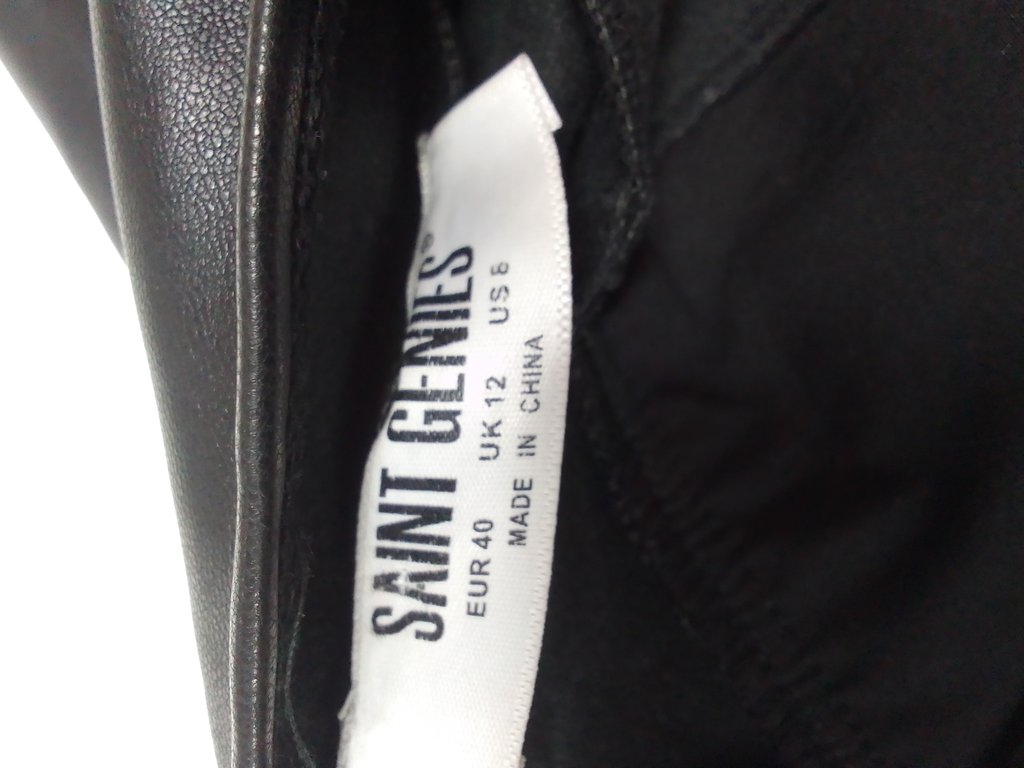 SAINT GENIES®
EUR 40 UK 12 US 8
MADE IN CHINA